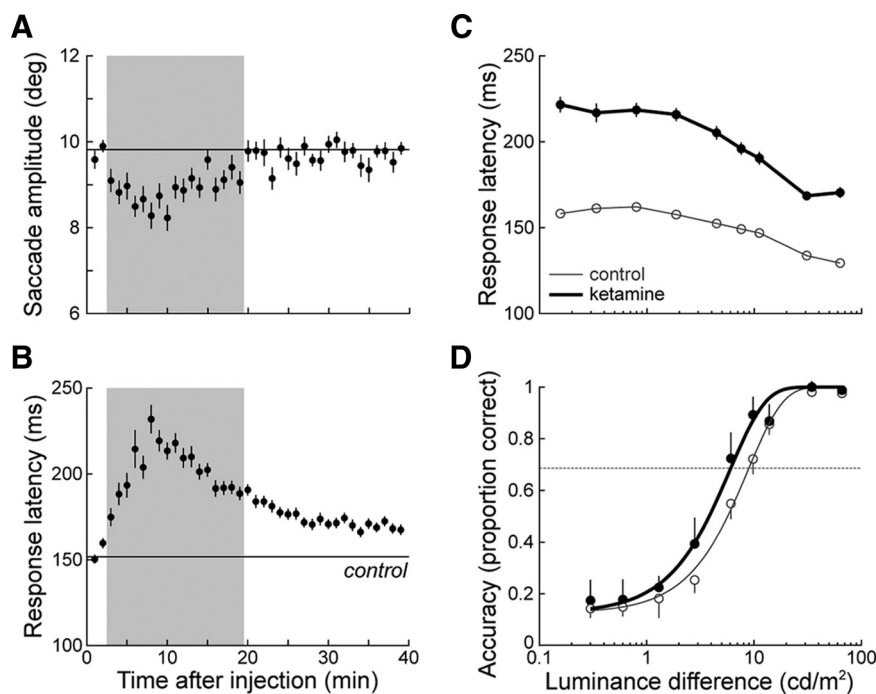 A
12
10
8
6
Saccade amplitude (deg)
B
250
200
150
100
Response latency (ms)
control
0
10
20
30
40
Time after injection (min)
C
250
200
150
100
Response latency (ms)
control
ketamine
D
1
0.8
0.6
0.4
0.2
0
Accuracy (proportion correct)
0.1
1
10
100
Luminance difference (cd/m²)